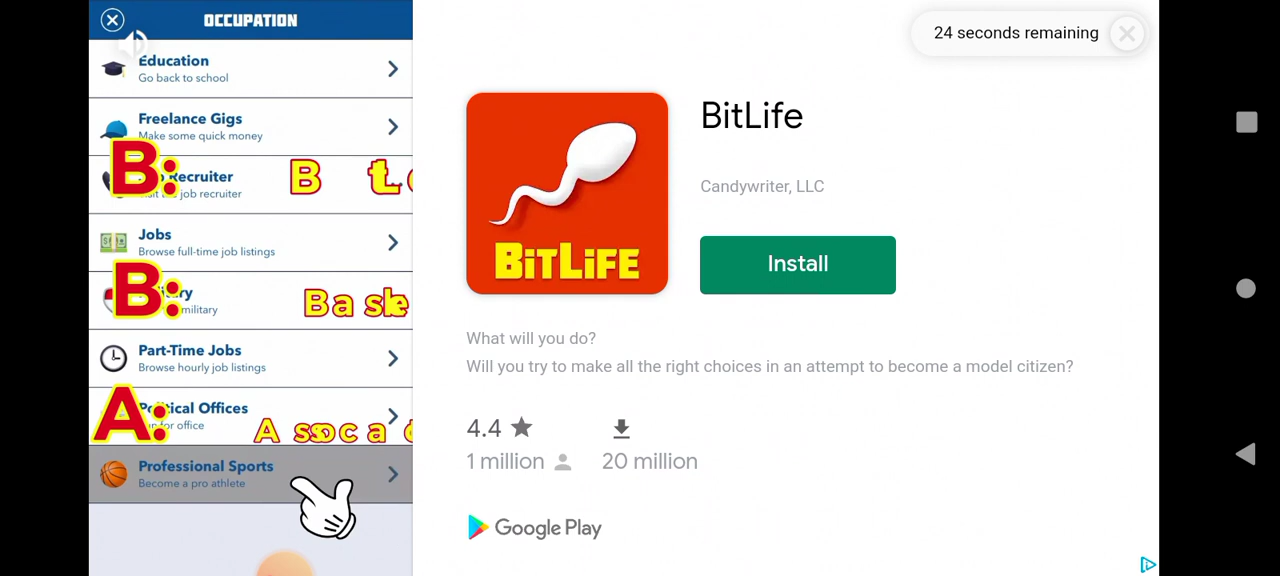 OCCUPATION
Education
Go back to school
Freelance Gigs
Make some quick money
B:
Recruiter
job recruiter
B
Jobs
Browse full-time job listings
B:
military
Baske
Part-Time Jobs
Browse hourly job listings
A:
Political Offices
for office
Professional Sports
Become a pro athlete
24 seconds remaining
BitLife
Candywriter, LLC
BITLIFE
Install
What will you do?
Will you try to make all the right choices in an attempt to become a model citizen?
4.4
1 million
20 million
Google Play